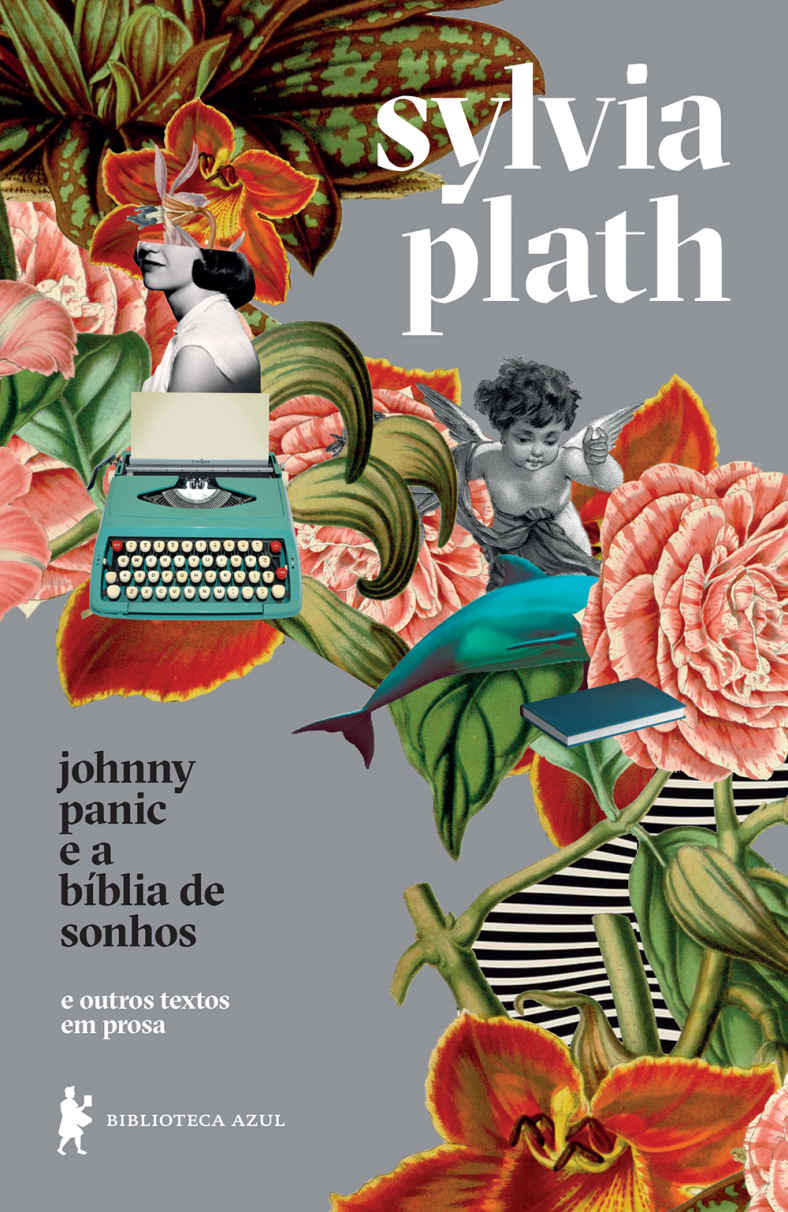 sylvia
plath
johnny
panic
e a
bíblia de
sonhos
e outros textos
em prosa
BIBLIOTECA AZUL